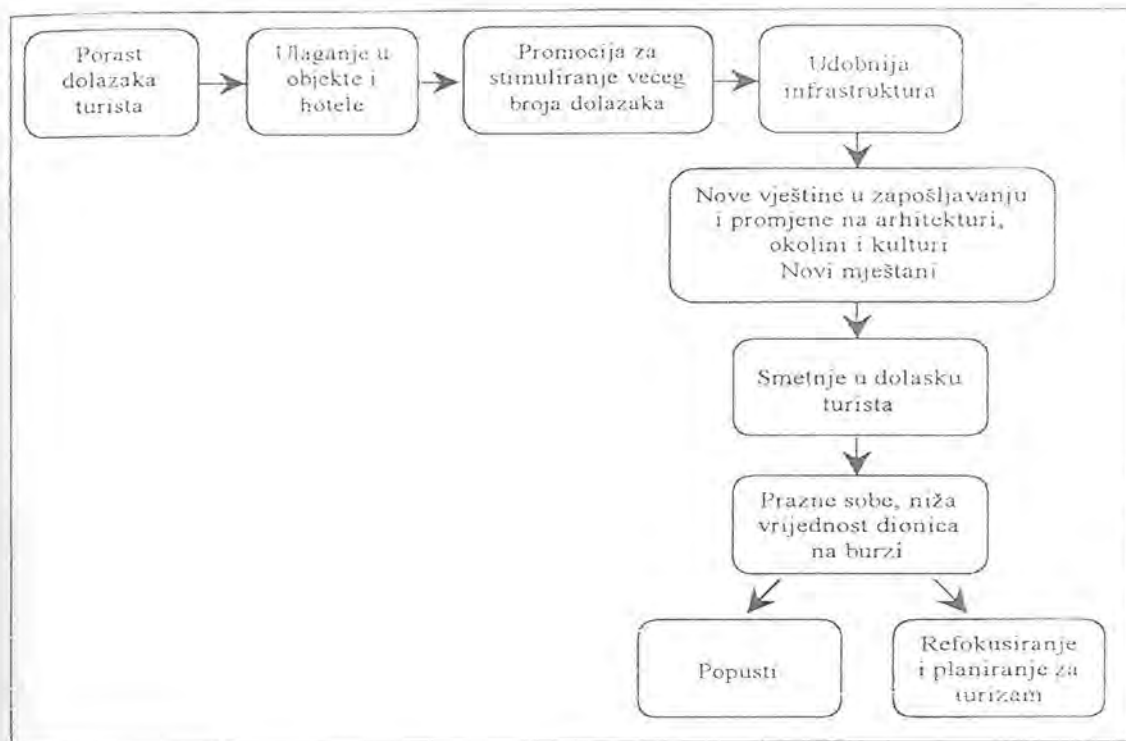 Porast
dolazaka
turista
Ulaganje u
objekte i
hotele
Promocija za
stimuliranje većeg
broja dolazaka
Udobnija
infrastruktura
Nove vještine u zapošljavanju
i promjene na arhitekturi,
okolini i kulturi
Novi mještani
Smetnje u dolasku
turista
Prazne sobe, niža
vrijednost dionica
na burzi
Popusti
Refokusiranje
i planiranje za
turizam